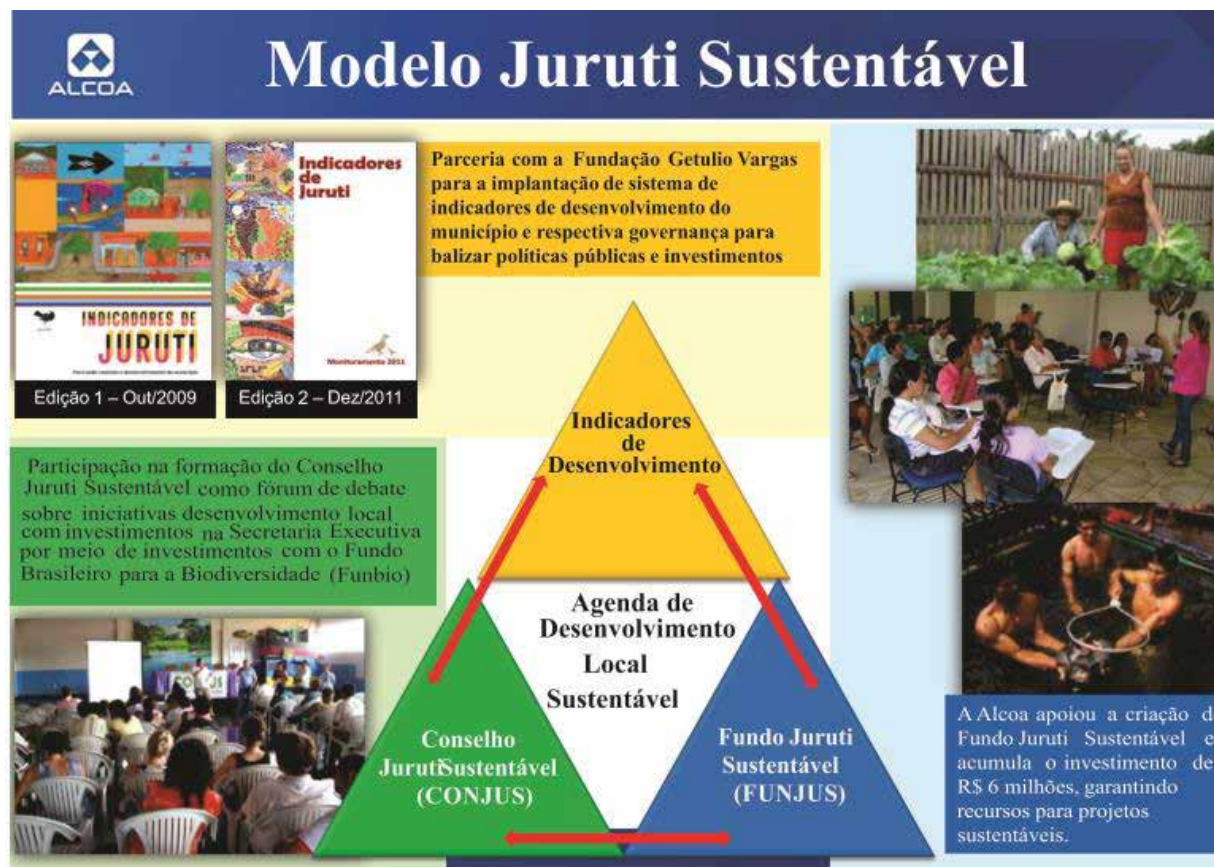 ALCOA
Modelo Juruti Sustentável
Indicadores
de
Juruti
Monitoramento 2011
INDICADORES DE
JURUTI
Edição 1 – Out/2009
Edição 2 – Dez/2011
Parceria com a Fundação Getulio Vargas
para a implantação de sistema de
indicadores de desenvolvimento do
município e respectiva governança para
balizar políticas públicas e investimentos
Participação na formação do Conselho
Juruti Sustentável como fórum de debate
sobre iniciativas desenvolvimento local
com investimentos na Secretaria Executiva
por meio de investimentos com o Fundo
Brasileiro para a Biodiversidade (Funbio)
Indicadores
de
Desenvolvimento
Agenda de
Desenvolvimento
Local
Sustentável
Conselho
JurutiSustentável
(CONJUS)
Fundo Juruti
Sustentável
(FUNJUS)
A Alcoa apoiou a criação d
Fundo Juruti Sustentável e
acumula o investimento de
R$ 6 milhões, garantindo
recursos para projetos
sustentáveis.